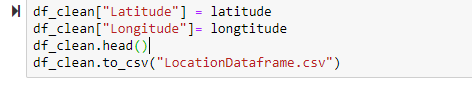 df_clean["Latitude"] = latitude
df_clean["Longitude"]= longtitude
df_clean.head()
df_clean.to_csv("LocationDataframe.csv")